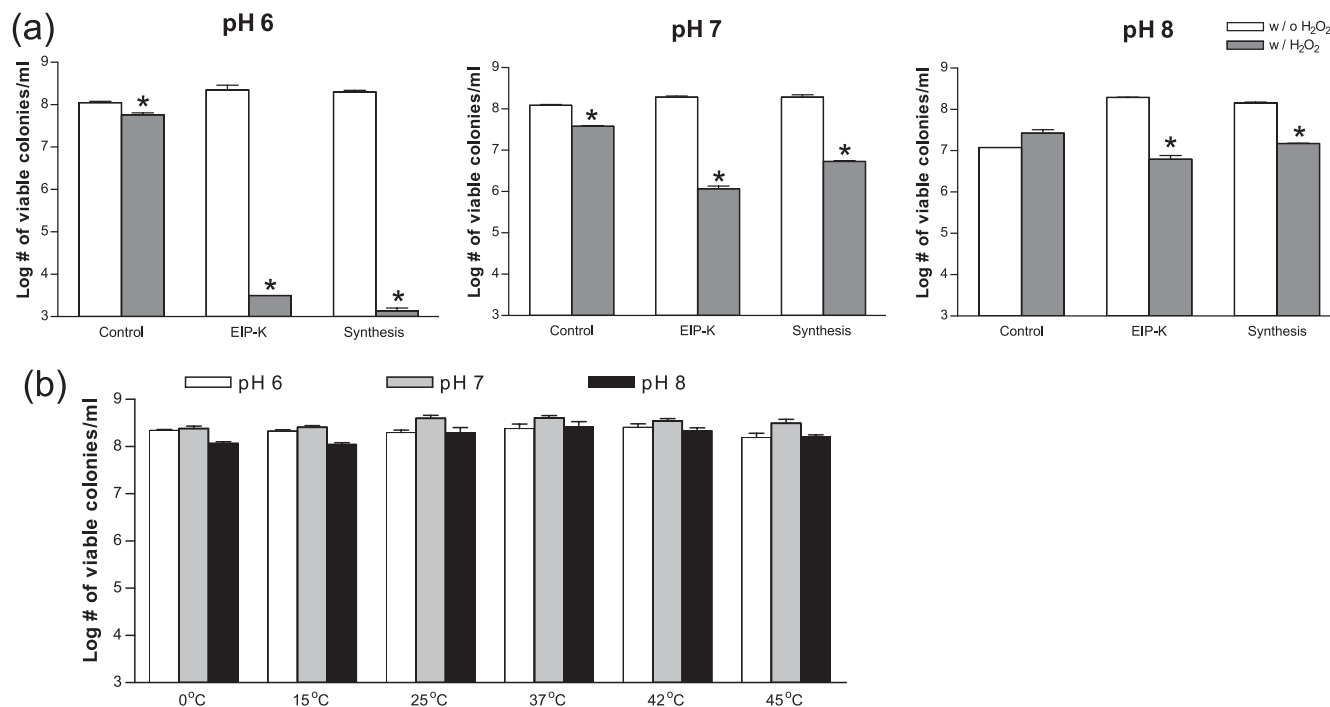 (a)
pH 6
pH 7
pH 8
w / o H₂O₂
w / H₂O₂
Log # of viable colonies/ml
9
8
7
6
5
4
3
*
*
*
Control
EIP-K
Synthesis
Log # of viable colonies/ml
9
8
7
6
5
4
3
*
*
*
Control
EIP-K
Synthesis
Log # of viable colonies/ml
9
8
7
6
5
4
3
*
*
Control
EIP-K
Synthesis
(b)
pH 6
pH 7
pH 8
Log # of viable colonies/ml
9
8
7
6
5
4
3
0°C
15°C
25°C
37°C
42°C
45°C